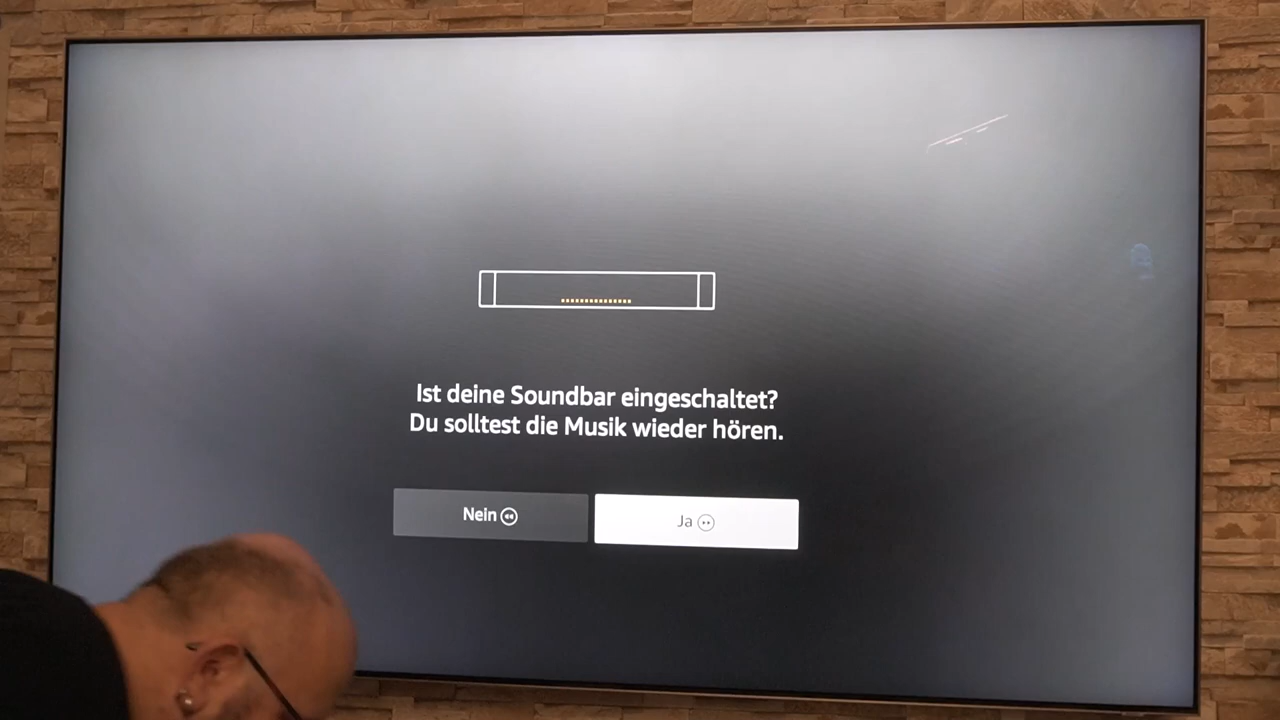 Ist deine Soundbar eingeschaltet?
Du solltest die Musik wieder hören.
Nein
Ja